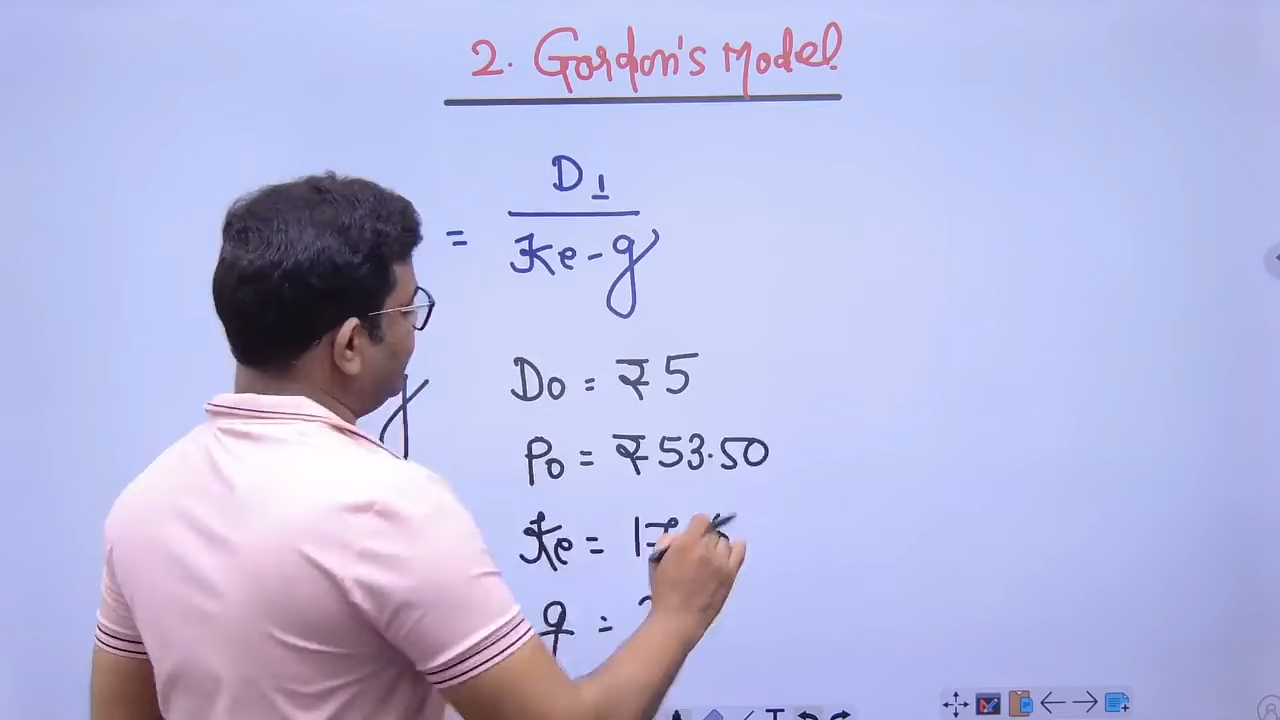 2. Gordon's Model
= D1
Ke - g
D0 = ₹5
P0 = ₹53.50
Ke =
g =